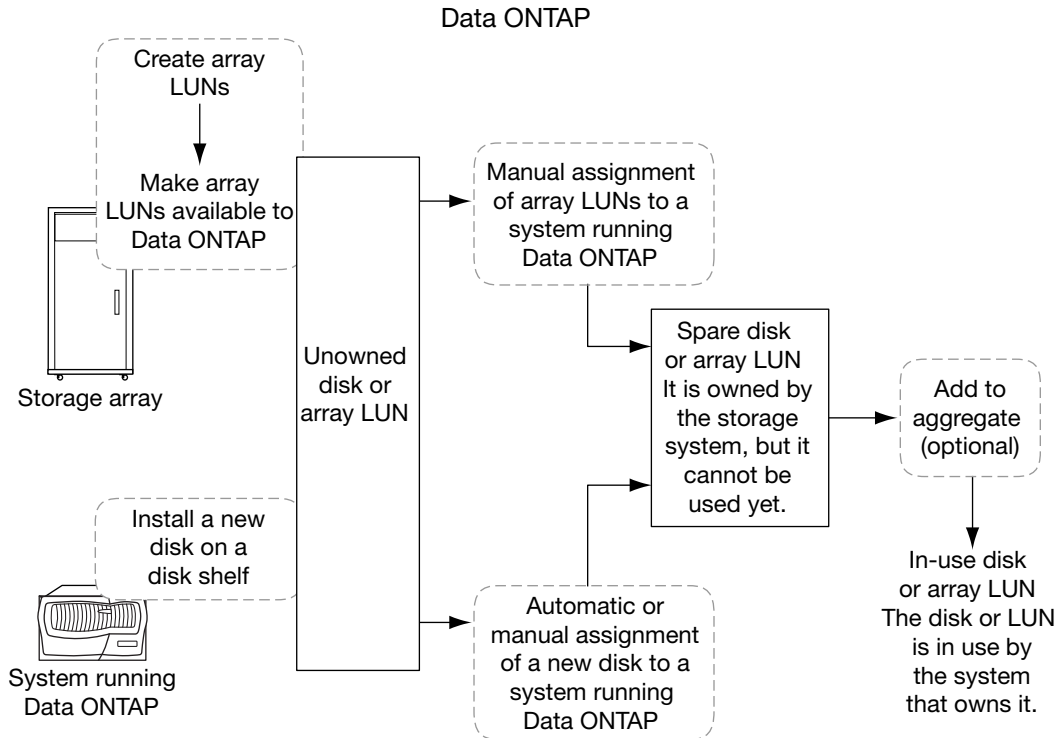 Data ONTAP
Create array
LUNs
Make array
LUNs available to
Data ONTAP
Storage array
Install a new
disk on a
disk shelf
System running
Data ONTAP
Unowned
disk or
array LUN
Manual assignment
of array LUNs to a
system running
Data ONTAP
Automatic or
manual assignment
of a new disk to a
system running
Data ONTAP
Spare disk
or array LUN
It is owned by
the storage
system, but it
cannot be
used yet.
Add to
aggregate
(optional)
In-use disk
or array LUN
The disk or LUN
is in use by
the system
that owns it.